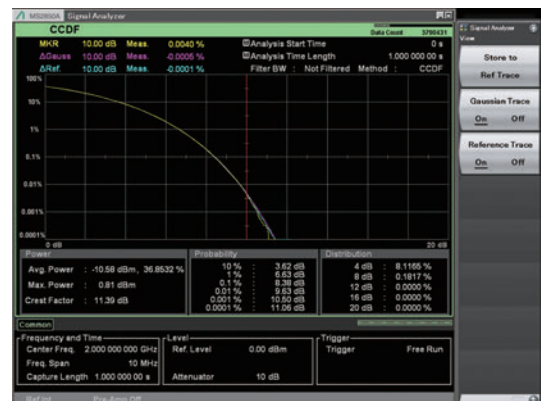 MS2850A Signal Analyzer
CCDF
Data Count 3790431
MKR 10.00 dB Meas. 0.0040 % Analysis Start Time 0 s
ΔGauss 10.00 dB Meas. -0.0005 % Analysis Time Length 1.000 000 00 s
ΔRef. 10.00 dB Meas. -0.0001 % Filter BW : Not Filtered Method : CCDF
100%
10%
1%
0.1%
0.01%
0.001%
0.0001%
0 dB 20 dB
Power
Avg. Power : -10.58 dBm, 36.8532 %
Max. Power : 0.81 dBm
Crest Factor : 11.39 dB
Probability
10 % : 3.62 dB
1 % : 6.63 dB
0.1 % : 8.38 dB
0.01 % : 9.63 dB
0.001 % : 10.50 dB
0.0001 % : 11.06 dB
Distribution
4 dB : 8.1165 %
8 dB : 0.1817 %
12 dB : 0.0000 %
16 dB : 0.0000 %
20 dB : 0.0000 %
Common
Frequency and Time
Center Freq. 2.000 000 000 GHz
Freq. Span 10 MHz
Capture Length 1.000 000 00 s
Level
Ref. Level 0.00 dBm
Attenuator 10 dB
Trigger
Trigger Free Run
Ref.Int Pre-Amp Off
Signal Analyzer
View
Store to
Ref Trace
Gaussian Trace
On Off
Reference Trace
On Off